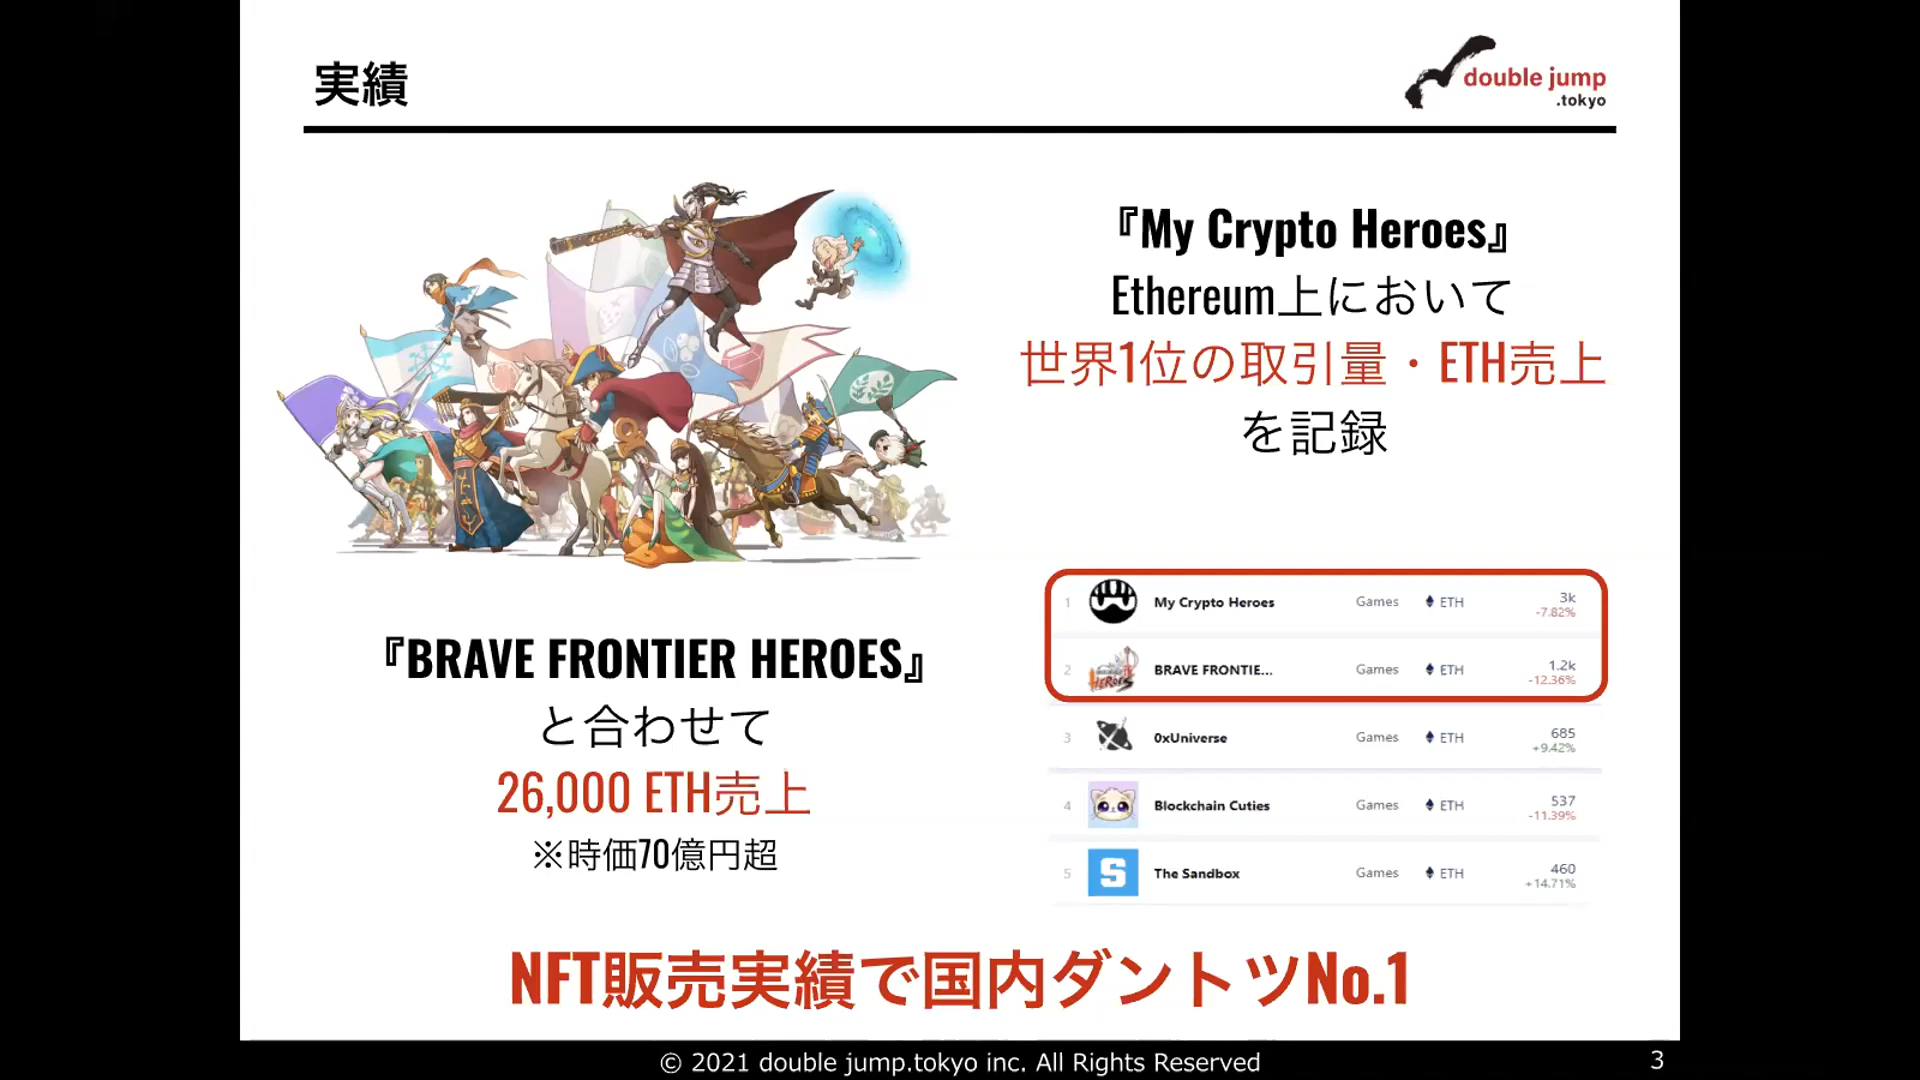 実績
double jump
.tokyo
『My Crypto Heroes』
Ethereum上において
世界1位の取引量・ETH売上
を記録
『BRAVE FRONTIER HEROES』
と合わせて
26,000 ETH売上
※時価70億円超
1 My Crypto Heroes Games ETH 3k
-7.82%
2 BRAVE FRONTIE... Games ETH 1.2k
-12.36%
3 0xUniverse Games ETH 685
+9.42%
4 Blockchain Cuties Games ETH 537
-11.39%
5 The Sandbox Games ETH 460
+14.71%
NFT販売実績で国内ダントツNo.1
© 2021 double jump.tokyo inc. All Rights Reserved
3